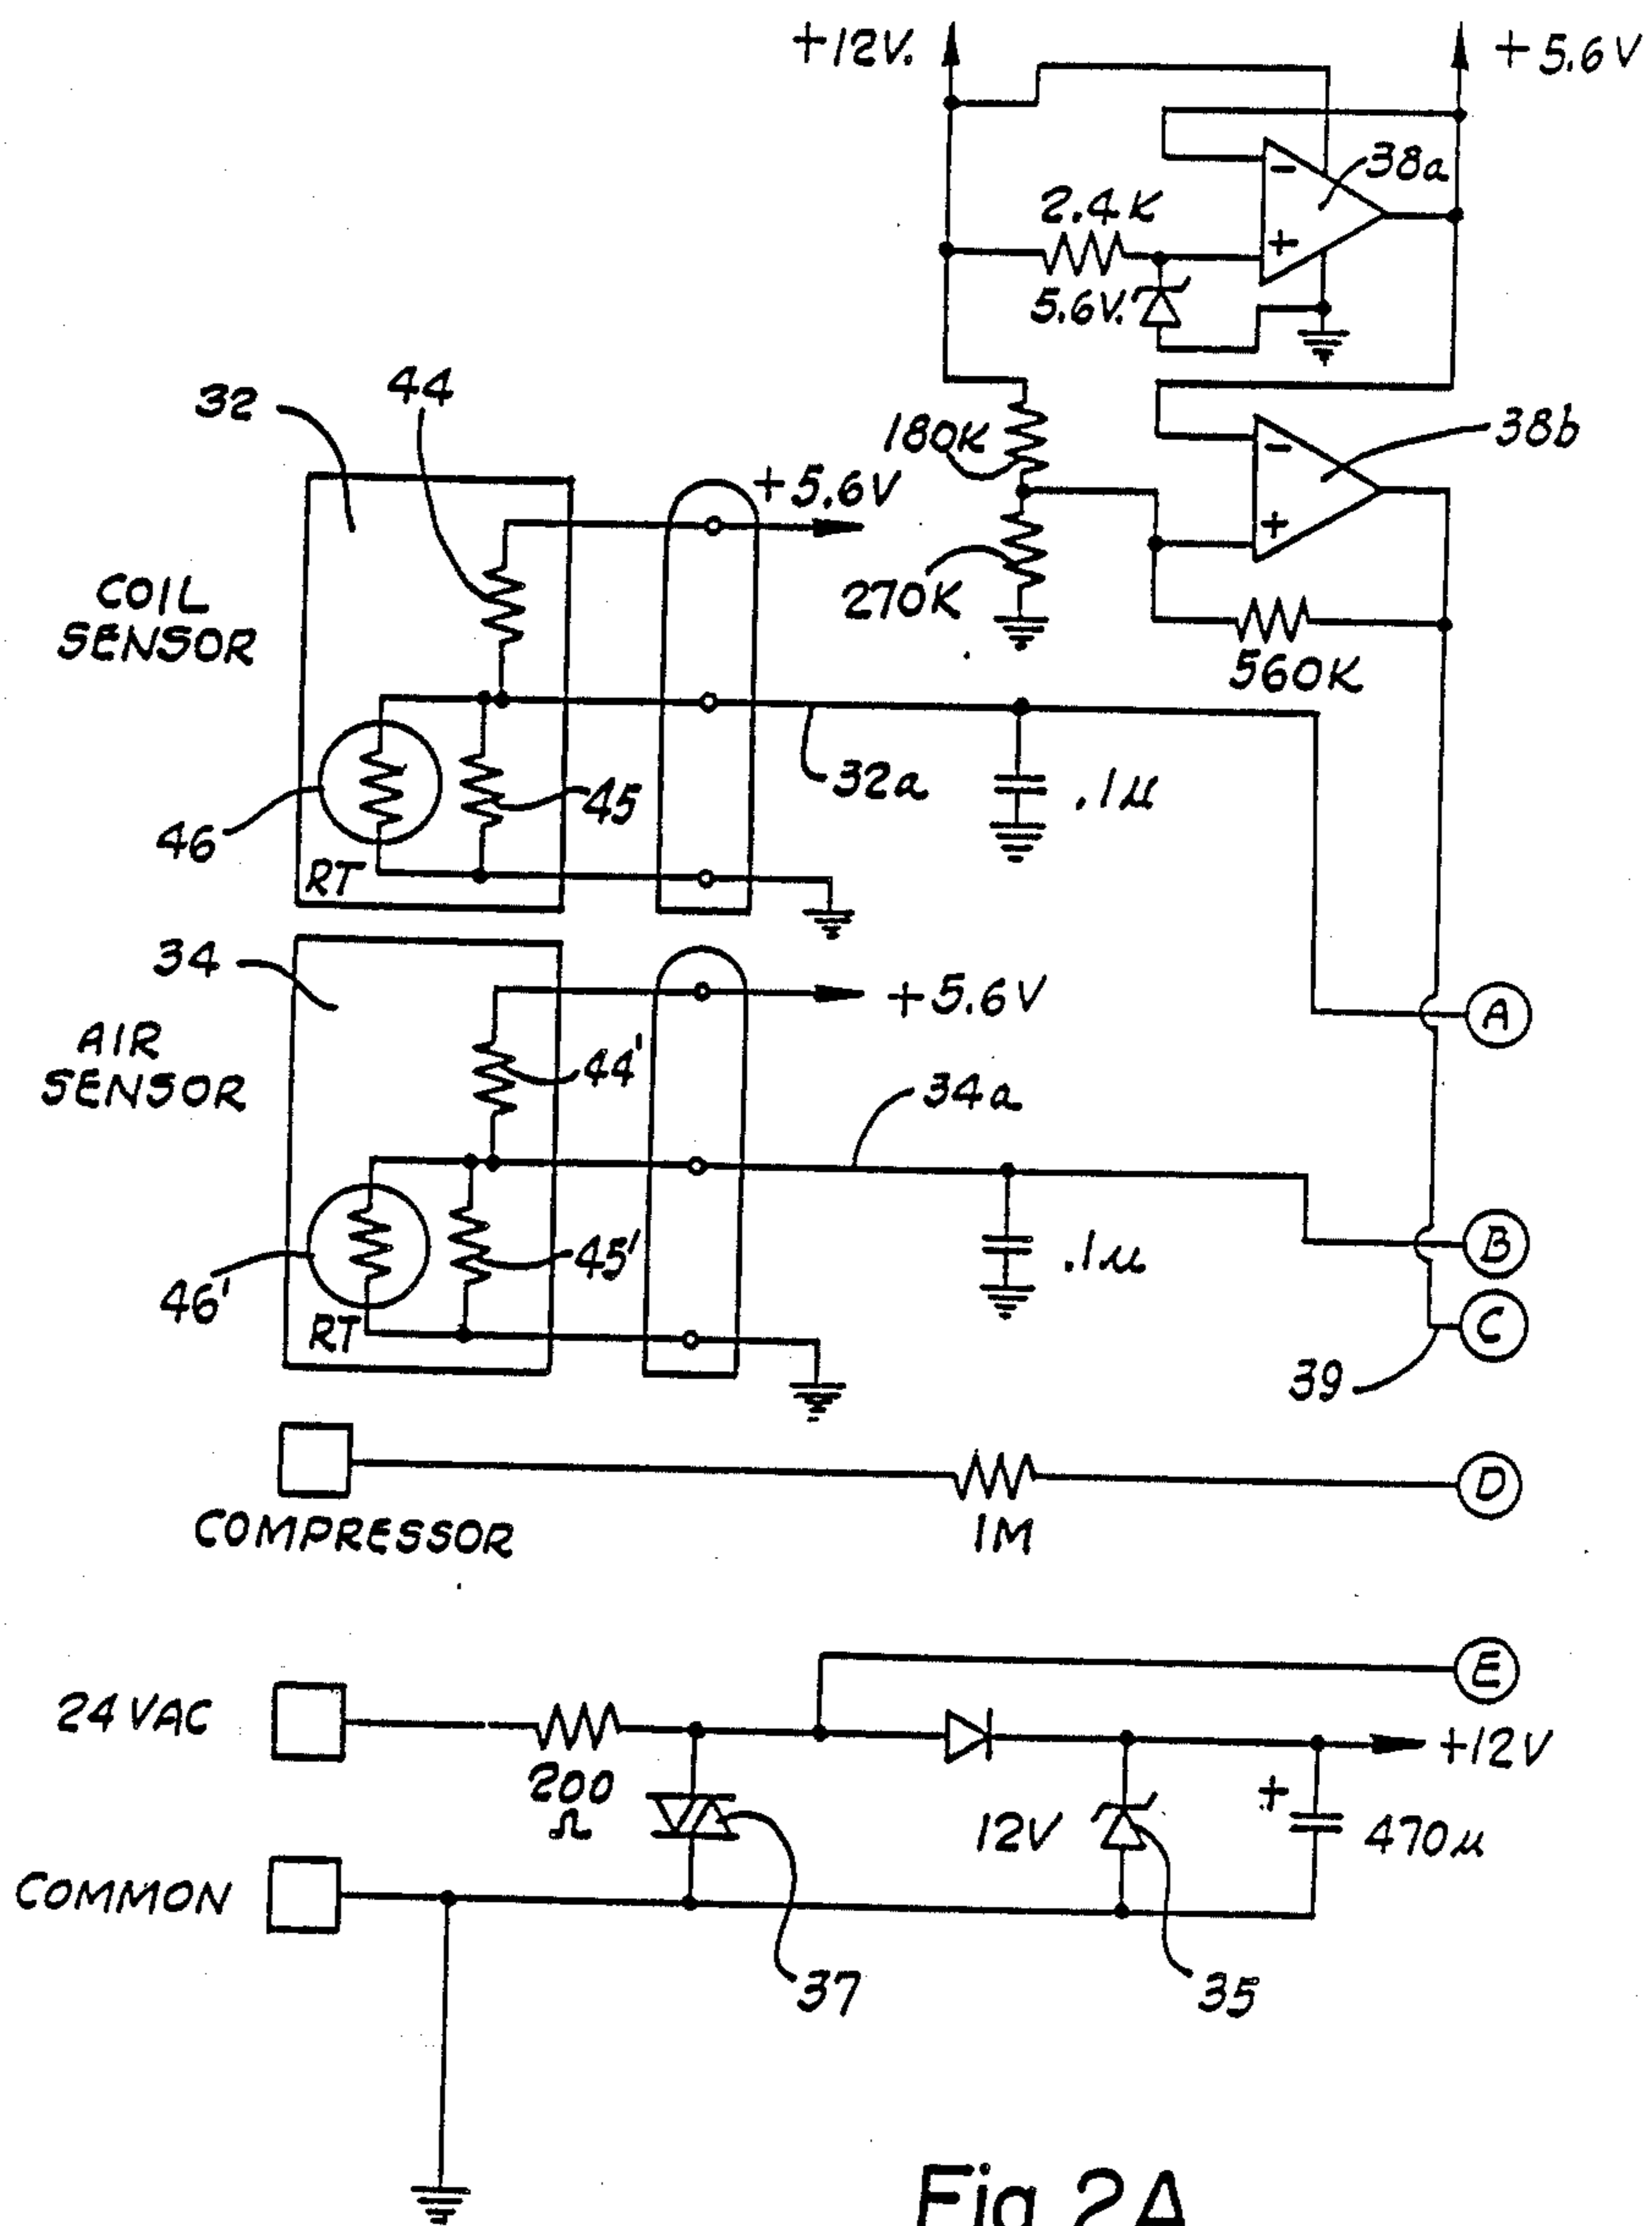 +12V.
+5.6V
38a
2.4K
5.6V.
-
+
32
44
180K
38b
+5.6V
-
+
270K
COIL
SENSOR
560K
32a
.1µ
45
46
RT
34
+5.6V
A
AIR
SENSOR
44'
34a
B
45'
.1µ
46'
RT
C
39
D
COMPRESSOR
1M
E
24 VAC
+12V
200
Ω
12V
+
470µ
COMMON
37
35
Fig 2A